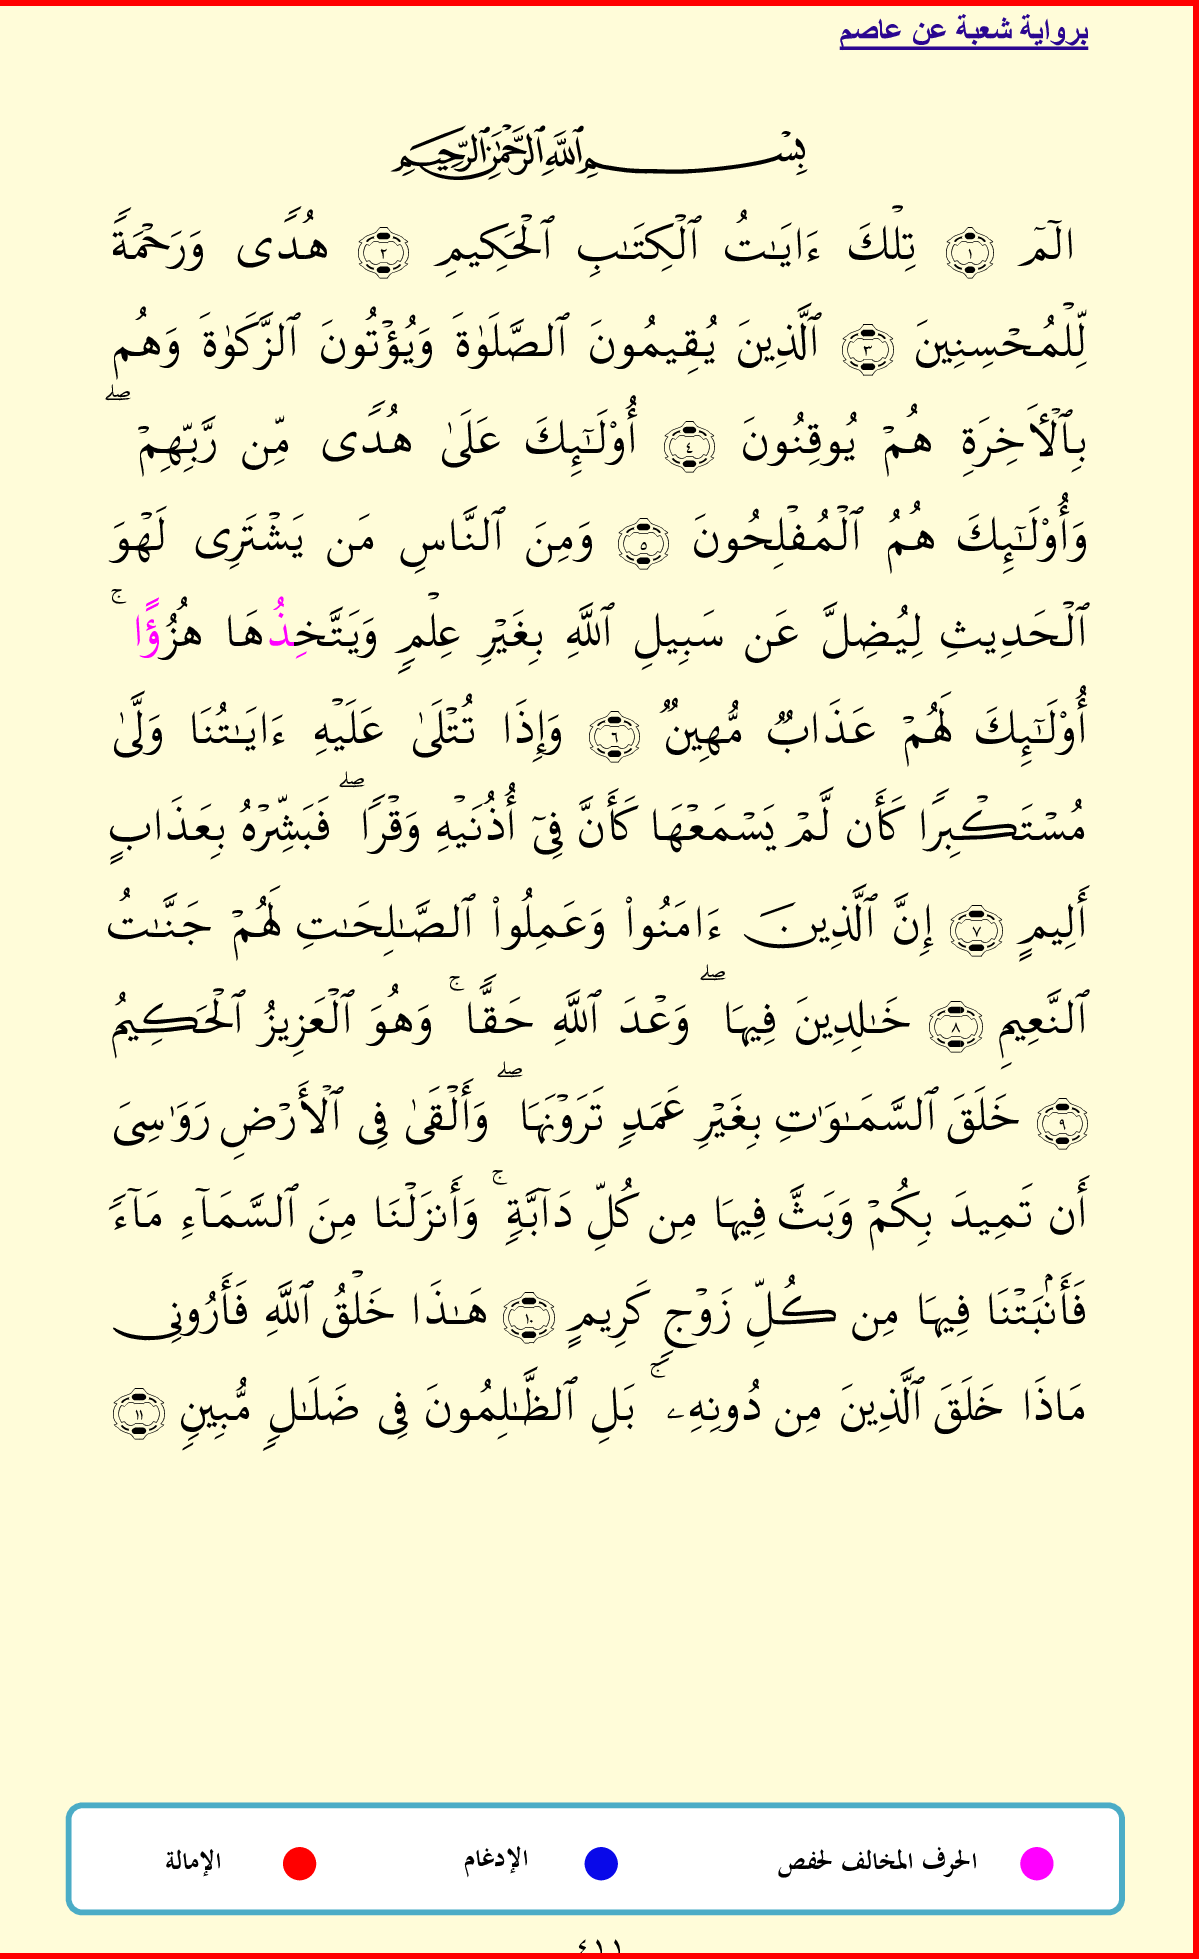 برواية شعبة عن عاصم
بِسْمِ ٱللَّهِ ٱلرَّحْمَٰنِ ٱلرَّحِيمِ
الٓمٓ ١ تِلْكَ ءَايَٰتُ ٱلْكِتَٰبِ ٱلْحَكِيمِ ٢ هُدًى وَرَحْمَةً
لِّلْمُحْسِنِينَ ٣ ٱلَّذِينَ يُقِيمُونَ ٱلصَّلَوٰةَ وَيُؤْتُونَ ٱلزَّكَوٰةَ وَهُم
بِٱلْأَخِرَةِ هُمْ يُوقِنُونَ ٤ أُوْلَٰٓئِكَ عَلَىٰ هُدًى مِّن رَّبِّهِمْ ۖ
وَأُوْلَٰٓئِكَ هُمُ ٱلْمُفْلِحُونَ ٥ وَمِنَ ٱلنَّاسِ مَن يَشْتَرِى لَهْوَ
ٱلْحَدِيثِ لِيُضِلَّ عَن سَبِيلِ ٱللَّهِ بِغَيْرِ عِلْمٍ وَيَتَّخِذُهَا هُزُؤًا ۚ
أُوْلَٰٓئِكَ لَهُمْ عَذَابٌ مُّهِينٌ ٦ وَإِذَا تُتْلَىٰ عَلَيْهِ ءَايَٰتُنَا وَلَّىٰ
مُسْتَكْبِرًا كَأَن لَّمْ يَسْمَعْهَا كَأَنَّ فِىٓ أُذُنَيْهِ وَقْرًا ۖ فَبَشِّرْهُ بِعَذَابٍ
أَلِيمٍ ٧ إِنَّ ٱلَّذِينَ ءَامَنُواْ وَعَمِلُواْ ٱلصَّٰلِحَٰتِ لَهُمْ جَنَّٰتُ
ٱلنَّعِيمِ ٨ خَٰلِدِينَ فِيهَا ۖ وَعْدَ ٱللَّهِ حَقًّا ۚ وَهُوَ ٱلْعَزِيزُ ٱلْحَكِيمُ
٩ خَلَقَ ٱلسَّمَٰوَٰتِ بِغَيْرِ عَمَدٍ تَرَوْنَهَا ۖ وَأَلْقَىٰ فِى ٱلْأَرْضِ رَوَٰسِىَ
أَن تَمِيدَ بِكُمْ وَبَثَّ فِيهَا مِن كُلِّ دَآبَّةٍ ۚ وَأَنزَلْنَا مِنَ ٱلسَّمَآءِ مَآءً
فَأَنۢبَتْنَا فِيهَا مِن كُلِّ زَوْجٍ كَرِيمٍ ١٠ هَٰذَا خَلْقُ ٱللَّهِ فَأَرُونِى
مَاذَا خَلَقَ ٱلَّذِينَ مِن دُونِهِۦ ۚ بَلِ ٱلظَّٰلِمُونَ فِى ضَلَٰلٍ مُّبِينٍ ١١
الحرف المخالف لحفص الإدغام الإمالة
٤١١